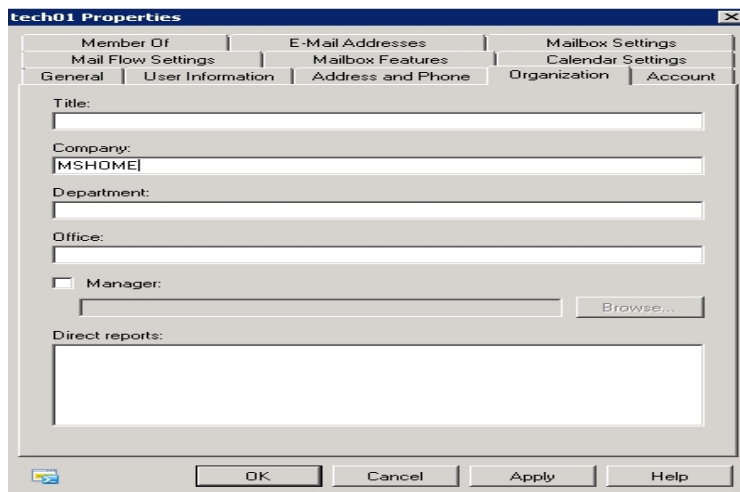 tech01 Properties
Member Of E-Mail Addresses Mailbox Settings
Mail Flow Settings Mailbox Features Calendar Settings
General User Information Address and Phone Organization Account
Title:
Company:
MSHOME
Department:
Office:
Manager:
Browse...
Direct reports:
OK Cancel Apply Help